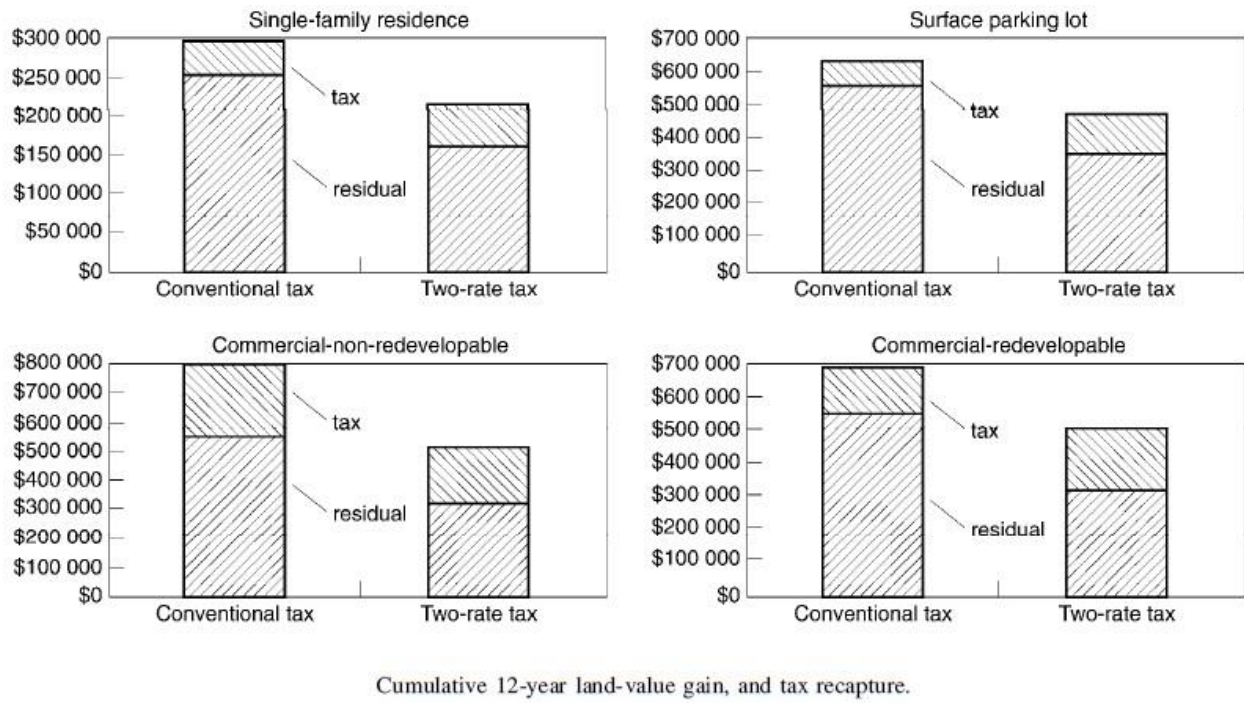 Single-family residence
$300 000
$250 000
$200 000
$150 000
$100 000
$50 000
$0
tax
residual
Conventional tax
Two-rate tax
Surface parking lot
$700 000
$600 000
$500 000
$400 000
$300 000
$200 000
$100 000
$0
tax
residual
Conventional tax
Two-rate tax
Commercial-non-redevelopable
$800 000
$700 000
$600 000
$500 000
$400 000
$300 000
$200 000
$100 000
$0
tax
residual
Conventional tax
Two-rate tax
Commercial-redevelopable
$700 000
$600 000
$500 000
$400 000
$300 000
$200 000
$100 000
$0
tax
residual
Conventional tax
Two-rate tax
Cumulative 12-year land-value gain, and tax recapture.